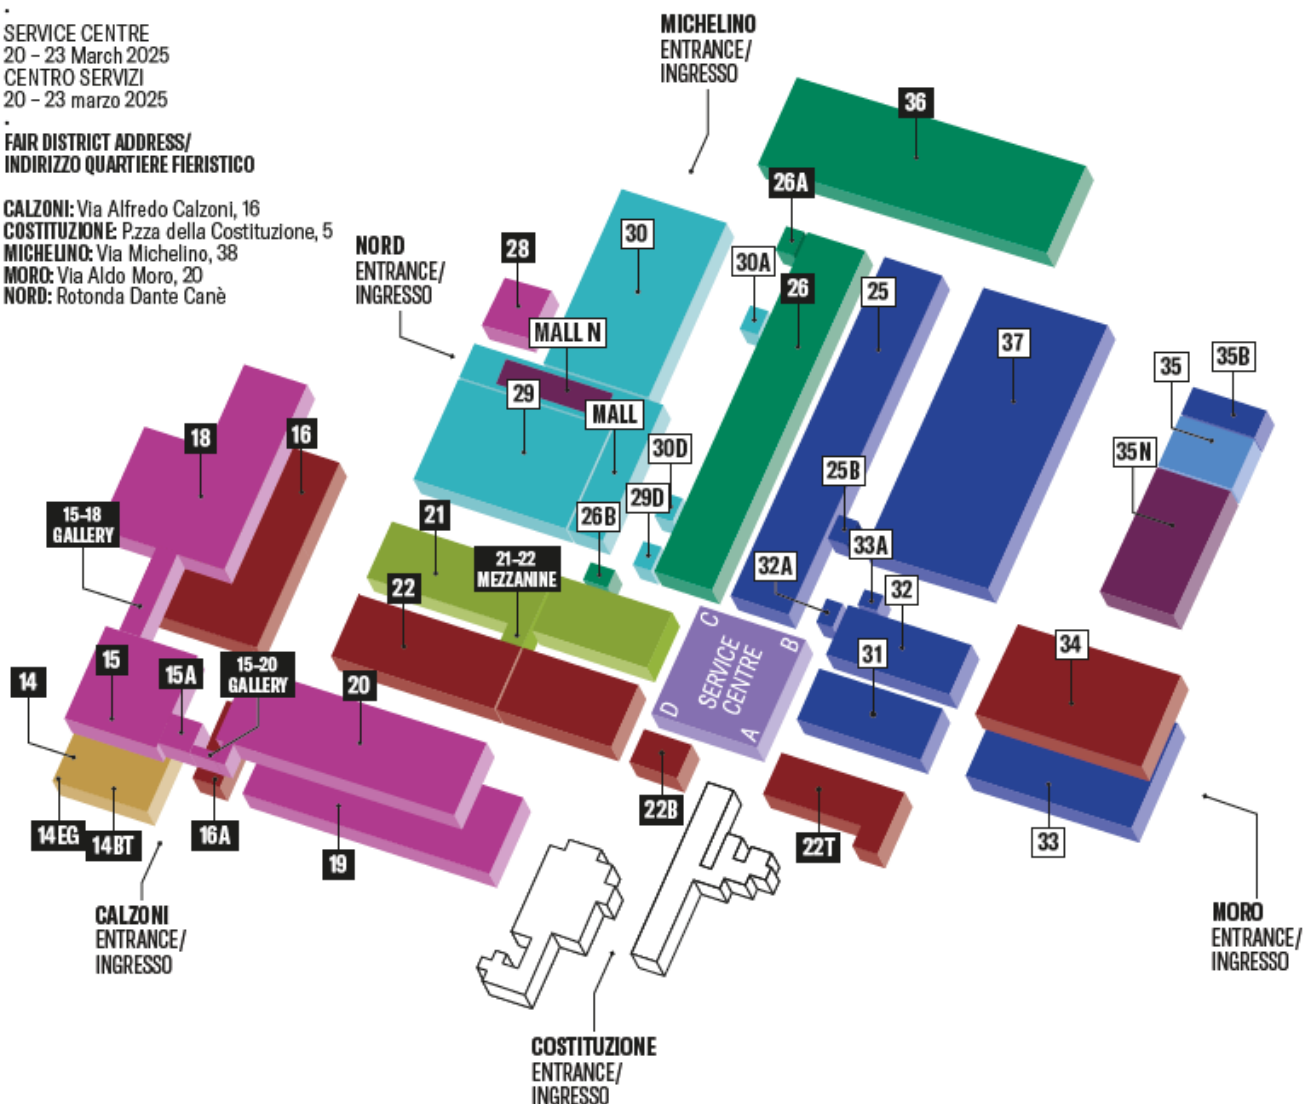 .
SERVICE CENTRE
20 – 23 March 2025
CENTRO SERVIZI
20 – 23 marzo 2025
.
FAIR DISTRICT ADDRESS/
INDIRIZZO QUARTIERE FIERISTICO
CALZONI: Via Alfredo Calzoni, 16
COSTITUZIONE: P.zza della Costituzione, 5
MICHELINO: Via Michelino, 38
MORO: Via Aldo Moro, 20
NORD: Rotonda Dante Canè
MICHELINO
ENTRANCE/
INGRESSO
NORD
ENTRANCE/
INGRESSO
36
26A
30
28
30A
26
25
MALL N
37
35
35B
29
MALL
18
16
30D
35N
25B
15–18
GALLERY
21
26B
29D
33A
21–22
MEZZANINE
32A
22
32
C
B
SERVICE
CENTRE
D
A
31
34
15
15A
15–20
GALLERY
14
20
14EG
14BT
16A
19
22B
22T
33
CALZONI
ENTRANCE/
INGRESSO
MORO
ENTRANCE/
INGRESSO
COSTITUZIONE
ENTRANCE/
INGRESSO